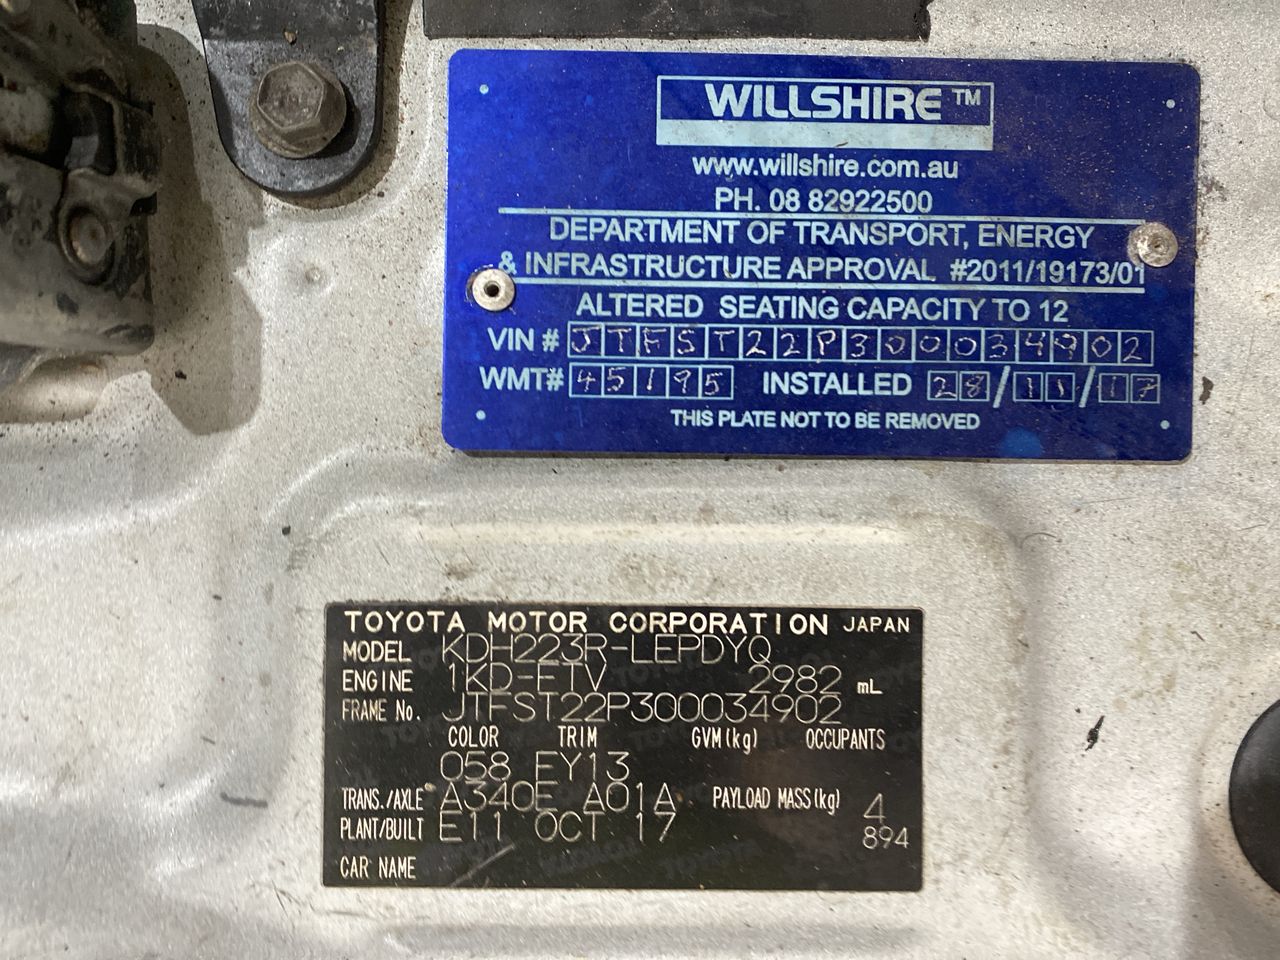 WILLSHIRE TM
www.willshire.com.au
PH. 08 82922500
DEPARTMENT OF TRANSPORT, ENERGY
& INFRASTRUCTURE APPROVAL #2011/19173/01
ALTERED SEATING CAPACITY TO 12
VIN # JTFST22P300034902
WMT# 45195 INSTALLED 28/11/17
THIS PLATE NOT TO BE REMOVED
TOYOTA MOTOR CORPORATION JAPAN
MODEL KDH223R-LEPDYQ
ENGINE 1KD-FTV 2982 mL
FRAME No. JTFST22P300034902
COLOR TRIM GVM(kg) OCCUPANTS
058 FY13
TRANS./AXLE A340E A01A PAYLOAD MASS(kg) 4
PLANT/BUILT E11 OCT 17 894
CAR NAME